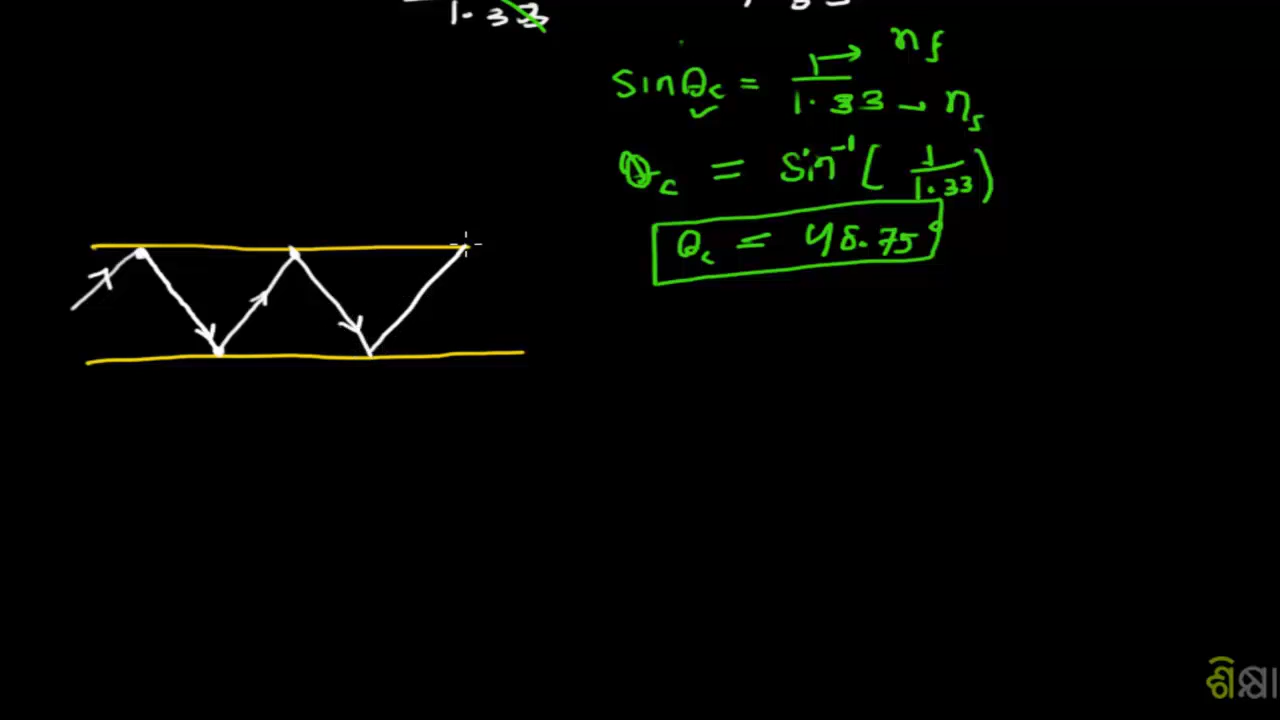 1.33
sinθc = 1/1.33 → nf → ns
θc = sin⁻¹ [ 1/1.33 )
θc = 48.75°
ଶିକ୍ଷା